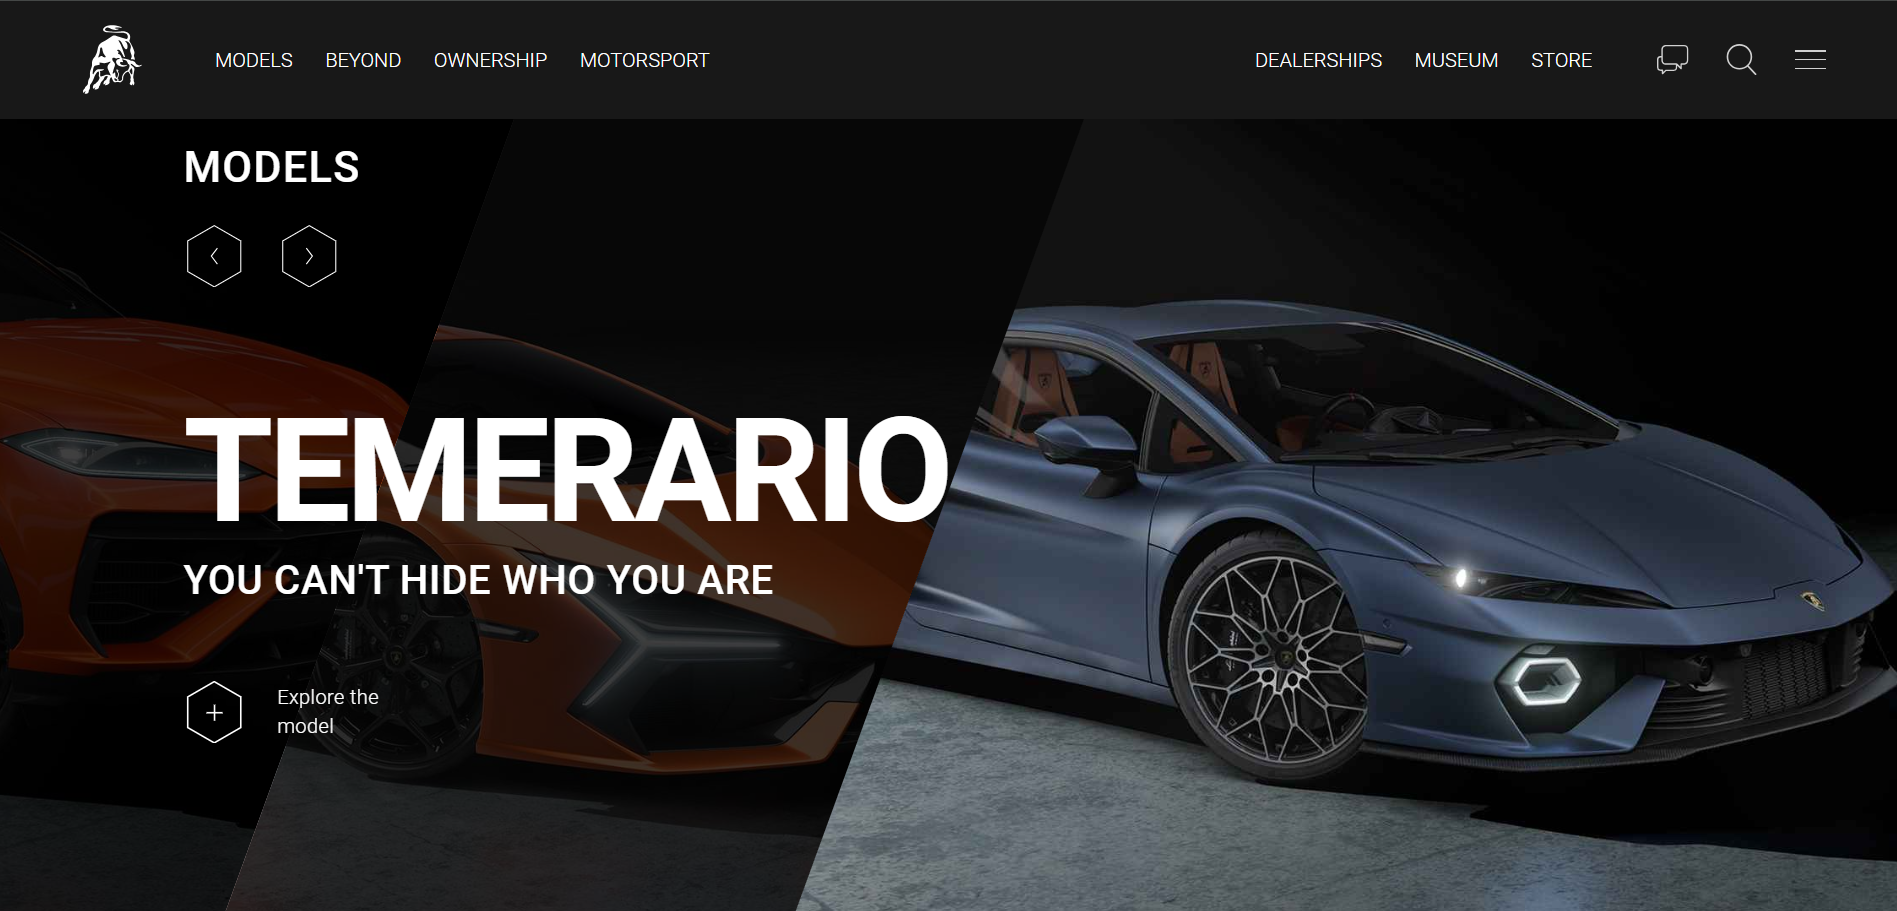 MODELS
BEYOND
OWNERSHIP
MOTORSPORT
DEALERSHIPS
MUSEUM
STORE
MODELS
TEMERARIO
YOU CAN'T HIDE WHO YOU ARE
Explore the
model